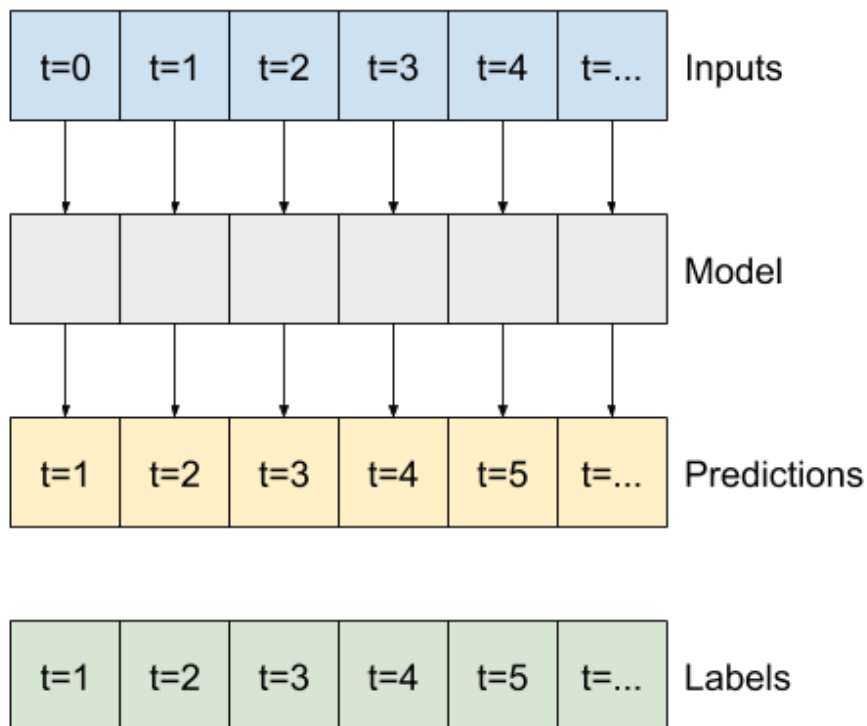 t=0 t=1 t=2 t=3 t=4 t=... Inputs
Model
t=1 t=2 t=3 t=4 t=5 t=... Predictions
t=1 t=2 t=3 t=4 t=5 t=... Labels